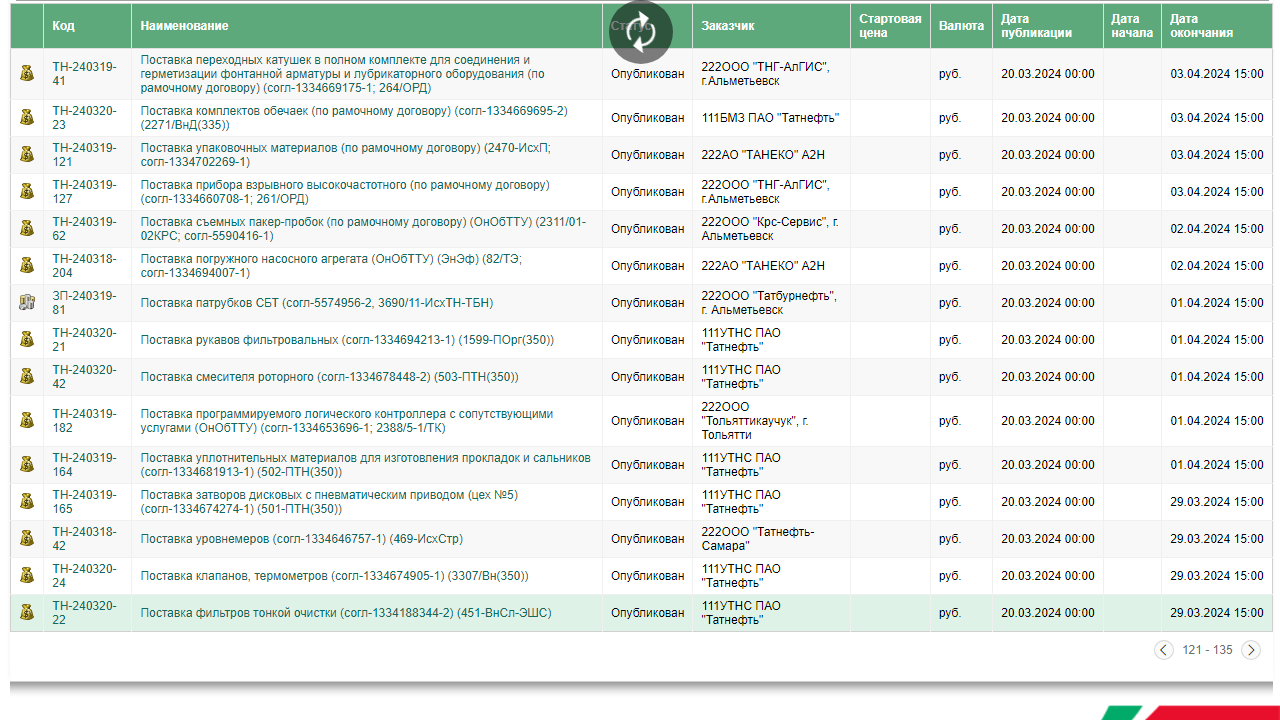 Код Наименование Статус Заказчик Стартовая цена Валюта Дата публикации Дата начала Дата окончания
ТН-240319-41 Поставка переходных катушек в полном комплекте для соединения и герметизации фонтанной арматуры и лубрикаторного оборудования (по рамочному договору) (согл-1334669175-1; 264/ОРД) Опубликован 222ООО "ТНГ-АлГИС", г.Альметьевск руб. 20.03.2024 00:00 03.04.2024 15:00
ТН-240320-23 Поставка комплектов обечаек (по рамочному договору) (согл-1334669695-2) (2271/ВнД(335)) Опубликован 111БМЗ ПАО "Татнефть" руб. 20.03.2024 00:00 03.04.2024 15:00
ТН-240319-121 Поставка упаковочных материалов (по рамочному договору) (2470-ИсхП; согл-1334702269-1) Опубликован 222АО "ТАНЕКО" А2Н руб. 20.03.2024 00:00 03.04.2024 15:00
ТН-240319-127 Поставка прибора взрывного высокочастотного (по рамочному договору) (согл-1334660708-1; 261/ОРД) Опубликован 222ООО "ТНГ-АлГИС", г.Альметьевск руб. 20.03.2024 00:00 03.04.2024 15:00
ТН-240319-62 Поставка съемных пакер-пробок (по рамочному договору) (ОнОбТТУ) (2311/01-02КРС; согл-5590416-1) Опубликован 222ООО "Крс-Сервис", г. Альметьевск руб. 20.03.2024 00:00 02.04.2024 15:00
ТН-240318-204 Поставка погружного насосного агрегата (ОнОбТТУ) (ЭнЭф) (82/ТЭ; согл-1334694007-1) Опубликован 222АО "ТАНЕКО" А2Н руб. 20.03.2024 00:00 02.04.2024 15:00
ЗП-240319-81 Поставка патрубков СБТ (согл-5574956-2, 3690/11-ИсхТН-ТБН) Опубликован 222ООО "Татбурнефть", г. Альметьевск руб. 20.03.2024 00:00 01.04.2024 15:00
ТН-240320-21 Поставка рукавов фильтровальных (согл-1334694213-1) (1599-ПОрг(350)) Опубликован 111УТНС ПАО "Татнефть" руб. 20.03.2024 00:00 01.04.2024 15:00
ТН-240320-42 Поставка смесителя роторного (согл-1334678448-2) (503-ПТН(350)) Опубликован 111УТНС ПАО "Татнефть" руб. 20.03.2024 00:00 01.04.2024 15:00
ТН-240319-182 Поставка программируемого логического контроллера с сопутствующими услугами (ОнОбТТУ) (согл-1334653696-1; 2388/5-1/ТК) Опубликован 222ООО "Тольяттикаучук", г. Тольятти руб. 20.03.2024 00:00 01.04.2024 15:00
ТН-240319-164 Поставка уплотнительных материалов для изготовления прокладок и сальников (согл-1334681913-1) (502-ПТН(350)) Опубликован 111УТНС ПАО "Татнефть" руб. 20.03.2024 00:00 01.04.2024 15:00
ТН-240319-165 Поставка затворов дисковых с пневматическим приводом (цех №5) (согл-1334674274-1) (501-ПТН(350)) Опубликован 111УТНС ПАО "Татнефть" руб. 20.03.2024 00:00 29.03.2024 15:00
ТН-240318-42 Поставка уровнемеров (согл-1334646757-1) (469-ИсхСтр) Опубликован 222ООО "Татнефть-Самара" руб. 20.03.2024 00:00 29.03.2024 15:00
ТН-240320-24 Поставка клапанов, термометров (согл-1334674905-1) (3307/Вн(350)) Опубликован 111УТНС ПАО "Татнефть" руб. 20.03.2024 00:00 29.03.2024 15:00
ТН-240320-22 Поставка фильтров тонкой очистки (согл-1334188344-2) (451-ВнСл-ЭШС) Опубликован 111УТНС ПАО "Татнефть" руб. 20.03.2024 00:00 29.03.2024 15:00
121 - 135